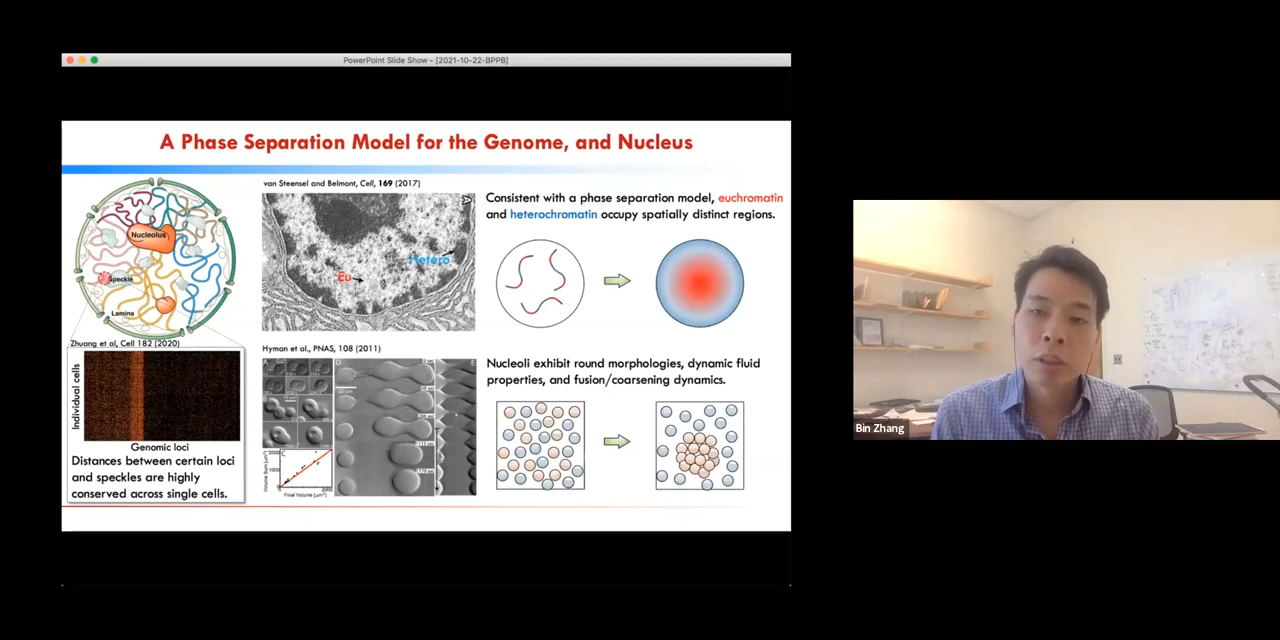 PowerPoint Slide Show - [2021-10-22-BPPB]
A Phase Separation Model for the Genome, and Nucleus
Nucleolus
Speckle
Lamina
Zhuang et al, Cell 182 (2020)
Individual cells
Genomic loci
Distances between certain loci
and speckles are highly
conserved across single cells.
van Steensel and Belmont, Cell, 169 (2017)
Hetero
Eu
Hyman et al., PNAS, 108 (2011)
A
D
E
B
C
Final Volume [μm³]
Consistent with a phase separation model, euchromatin
and heterochromatin occupy spatially distinct regions.
Nucleoli exhibit round morphologies, dynamic fluid
properties, and fusion/coarsening dynamics.
Bin Zhang